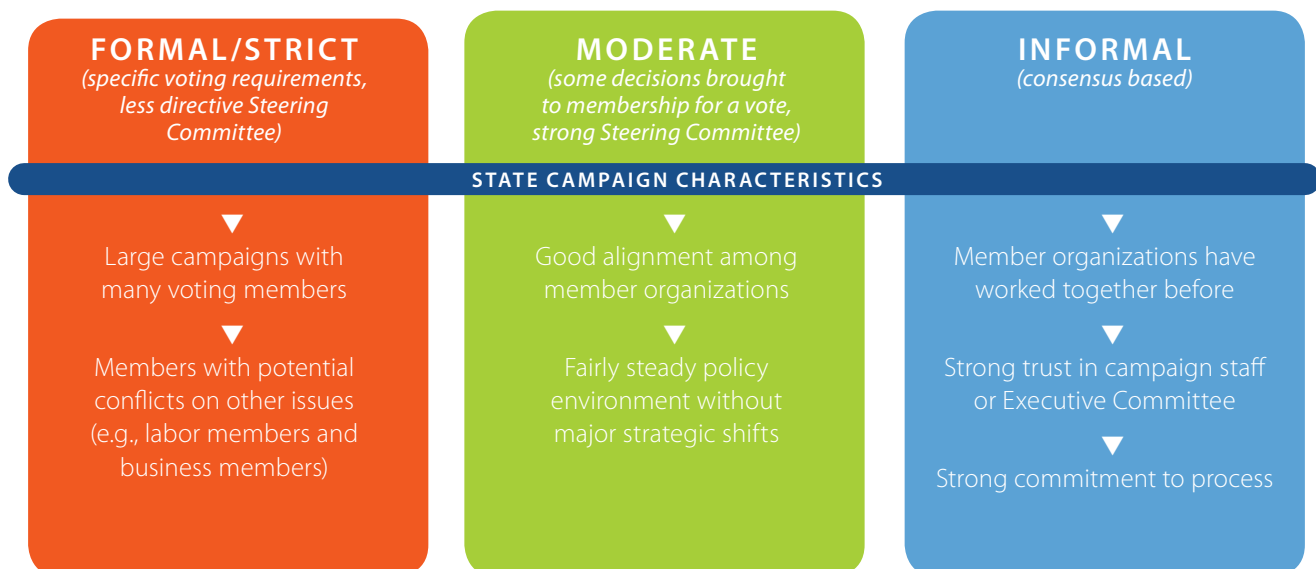 FORMAL/STRICT
(specific voting requirements,
less directive Steering
Committee)
MODERATE
(some decisions brought
to membership for a vote,
strong Steering Committee)
INFORMAL
(consensus based)
STATE CAMPAIGN CHARACTERISTICS
Large campaigns with
many voting members
Members with potential
conflicts on other issues
(e.g., labor members and
business members)
Good alignment among
member organizations
Fairly steady policy
environment without
major strategic shifts
Member organizations have
worked together before
Strong trust in campaign staff
or Executive Committee
Strong commitment to process